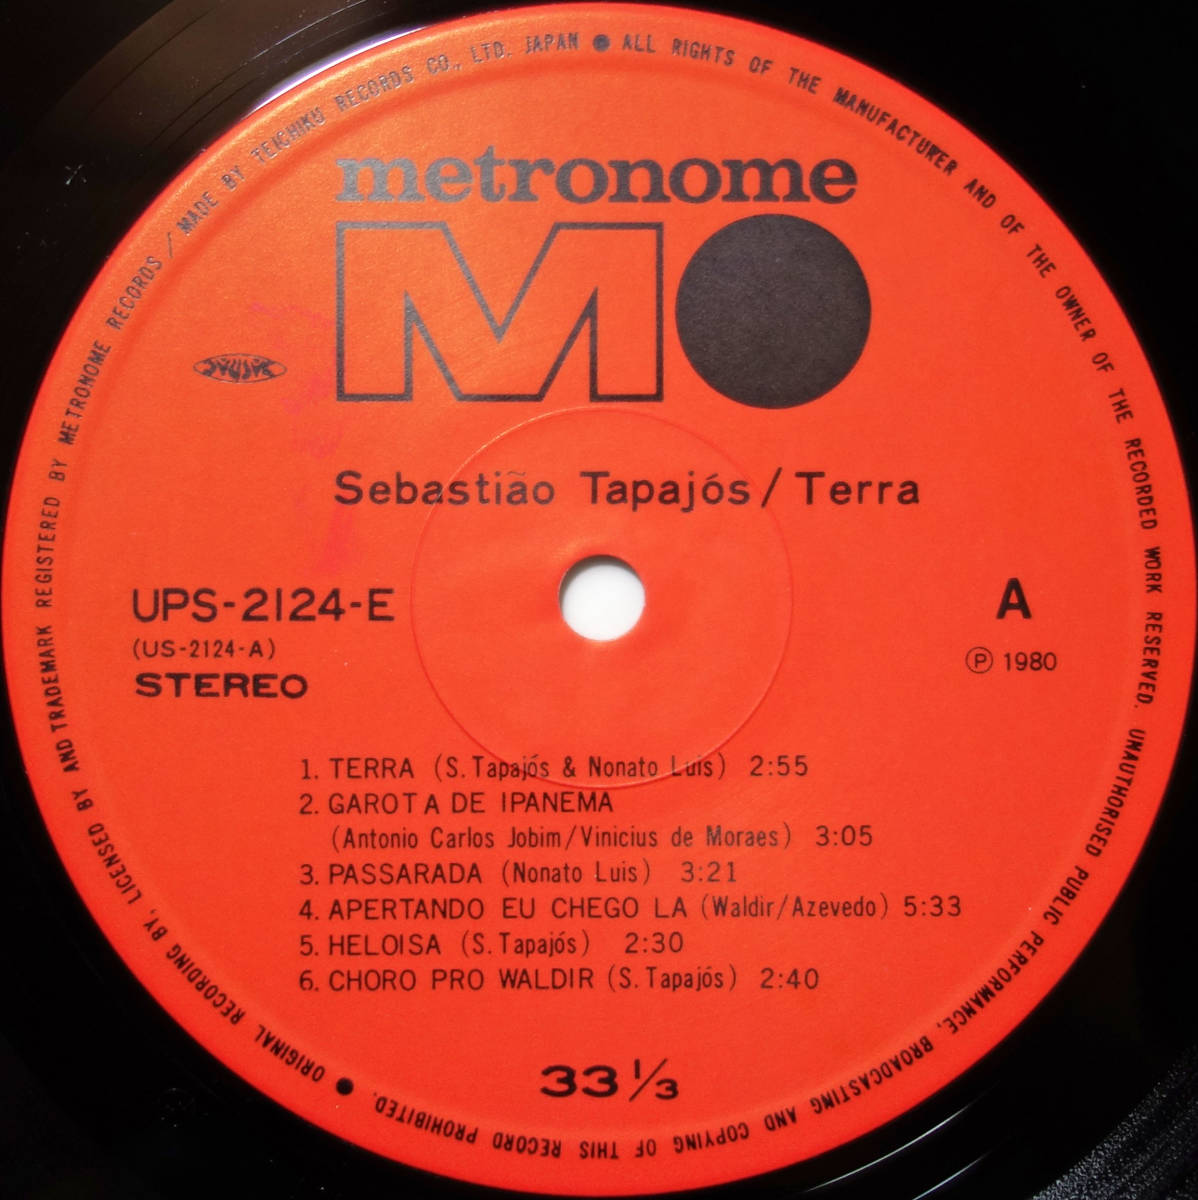 ORIGINAL RECORDING BY, LICENSED BY AND TRADEMARK REGISTERED BY METRONOME RECORDS / MADE BY TEICHIKU RECORDS CO., LTD. JAPAN ● ALL RIGHTS OF THE MANUFACTURER AND OF THE OWNER OF THE RECORDED WORK RESERVED. UNAUTHORISED PUBLIC PERFORMANCE, BROADCASTING AND COPYING OF THIS RECORD PROHIBITED. ●
metronome
MO
Sebastião Tapajós / Terra
UPS-2124-E
(US-2124-A)
STEREO
A
Ⓟ 1980
1. TERRA (S. Tapajós & Nonato Luis) 2:55
2. GAROTA DE IPANEMA
(Antonio Carlos Jobim/Vinicius de Moraes) 3:05
3. PASSARADA (Nonato Luis) 3:21
4. APERTANDO EU CHEGO LA (Waldir/Azevedo) 5:33
5. HELOISA (S. Tapajós) 2:30
6. CHORO PRO WALDIR (S. Tapajós) 2:40
33 1/3